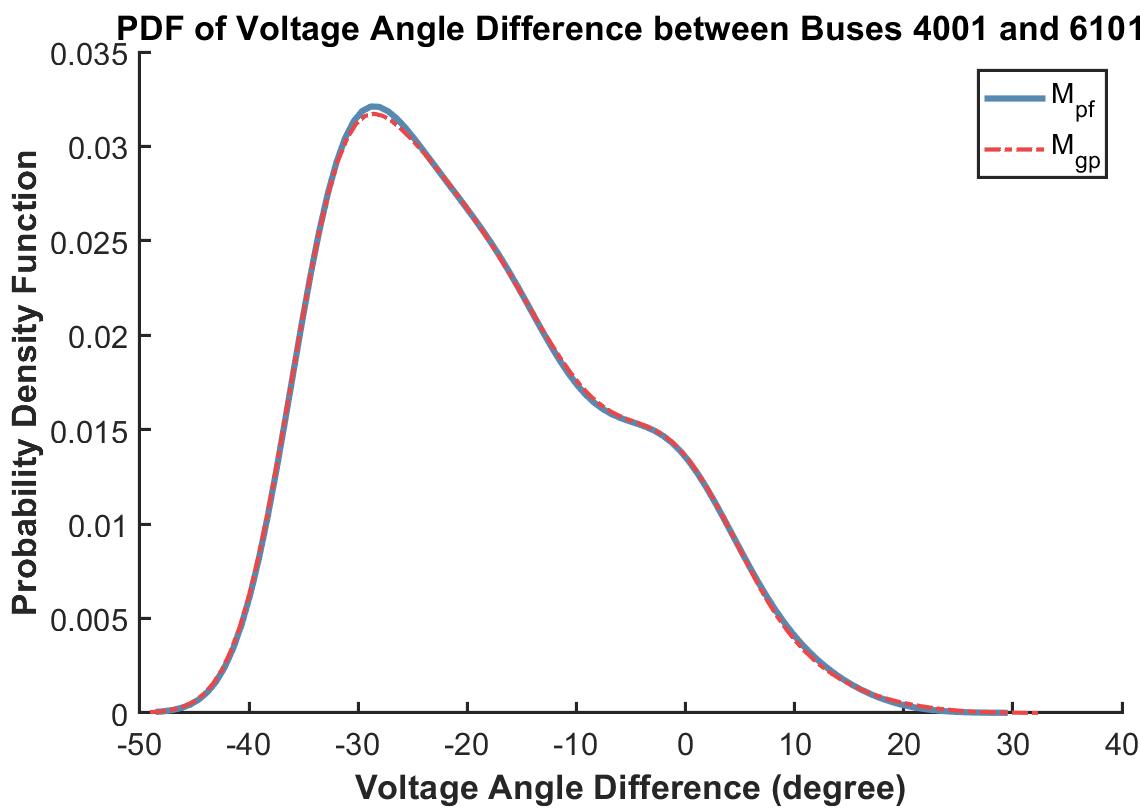 PDF of Voltage Angle Difference between Buses 4001 and 6101
0.035
0.03
0.025
0.02
0.015
0.01
0.005
0
Probability Density Function
M_pf
M_gp
-50 -40 -30 -20 -10 0 10 20 30 40
Voltage Angle Difference (degree)